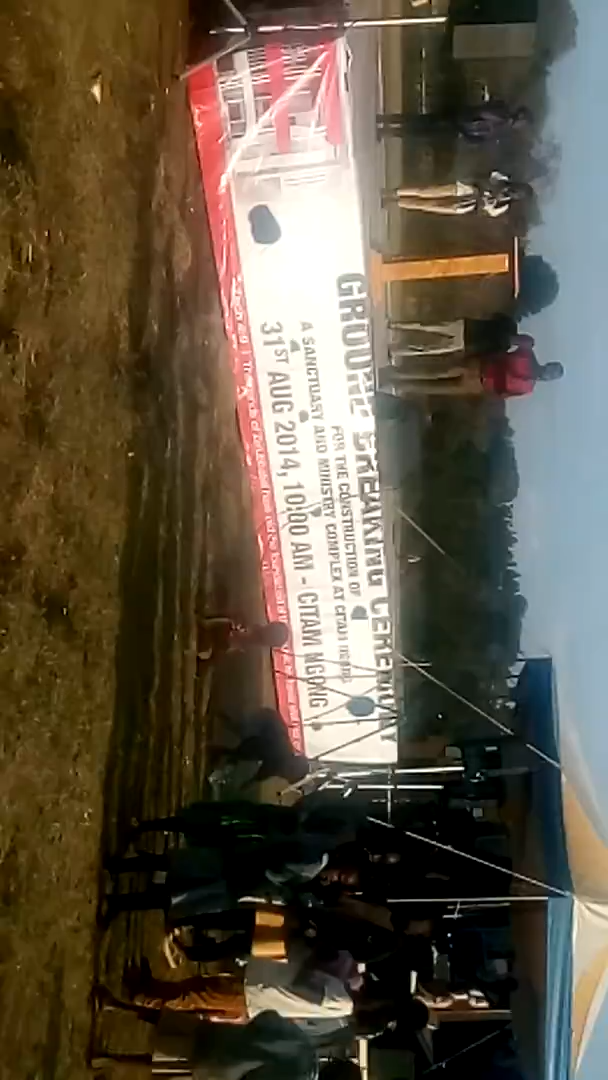 GROUND BREAKING CEREMONY
FOR THE CONSTRUCTION OF
A SANCTUARY AND MINISTRY COMPLEX AT CITAM NGONG
31ST AUG 2014, 10:00 AM - CITAM NGONG